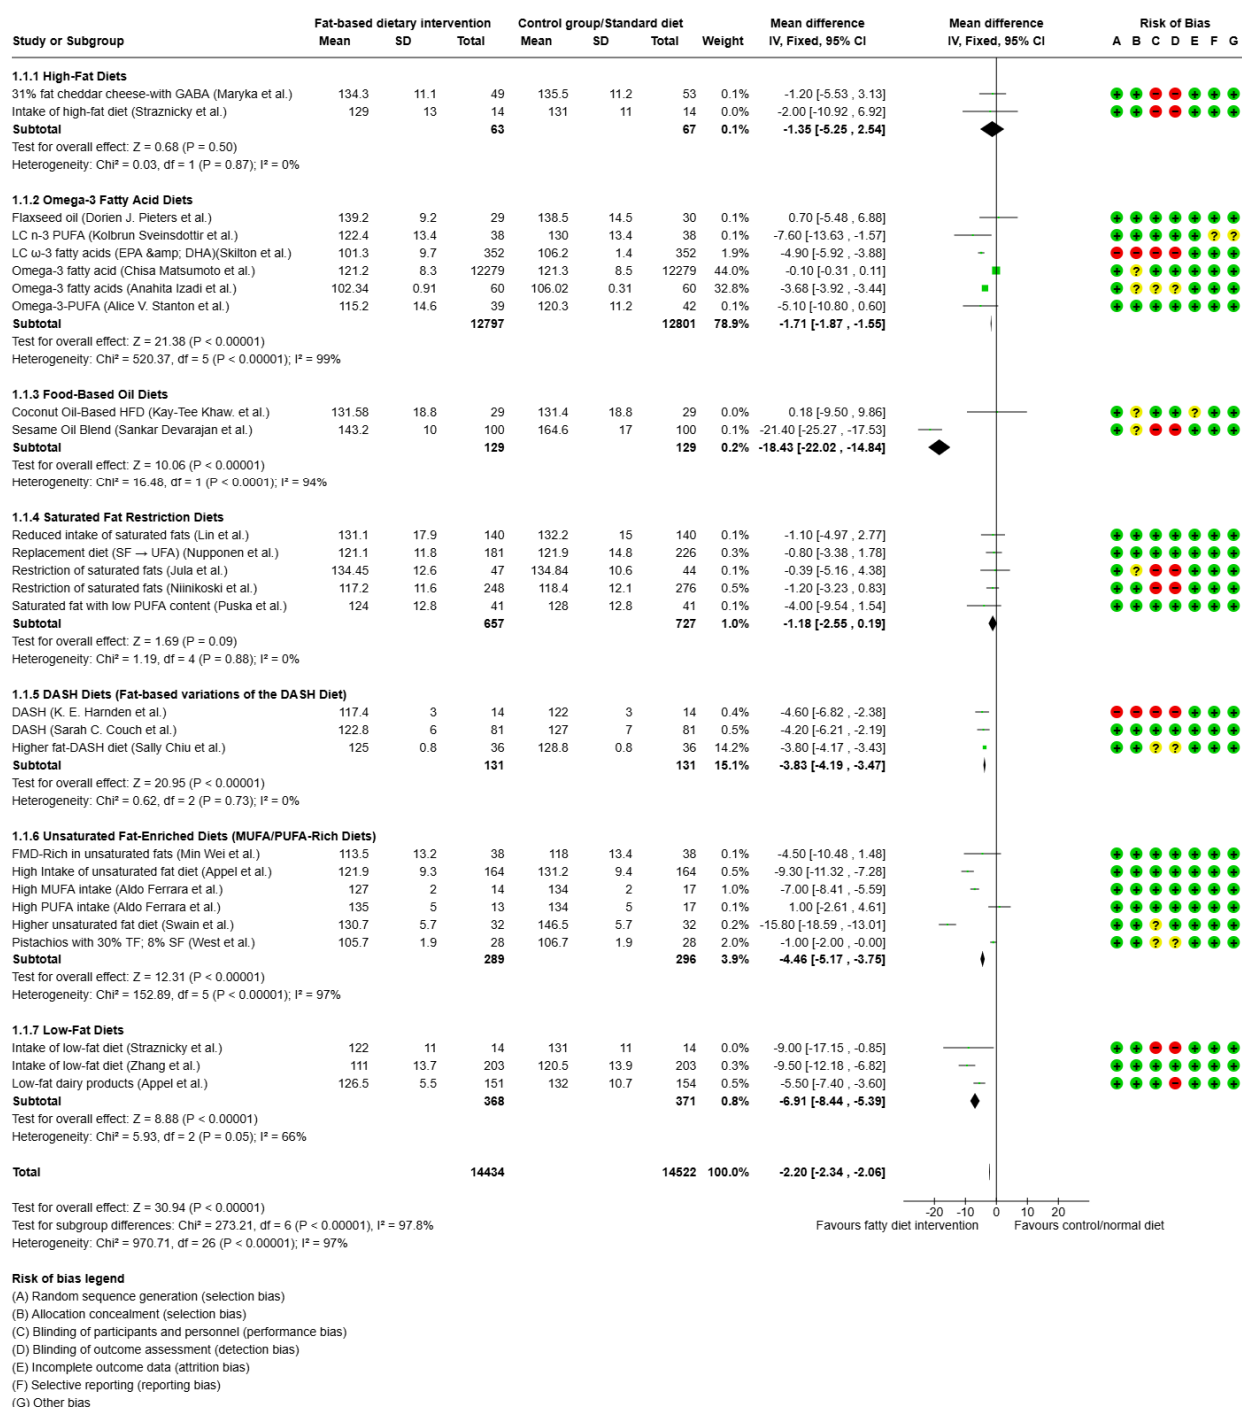 Fat-based dietary intervention Control group/Standard diet Mean difference Mean difference Risk of Bias
Study or Subgroup Mean SD Total Mean SD Total Weight IV, Fixed, 95% CI IV, Fixed, 95% CI A B C D E F G
1.1.1 High-Fat Diets
31% fat cheddar cheese-with GABA (Maryka et al.) 134.3 11.1 49 135.5 11.2 53 0.1% -1.20 [-5.53 , 3.13] + + − − + + +
Intake of high-fat diet (Straznicky et al.) 129 13 14 131 11 14 0.0% -2.00 [-10.92 , 6.92] + + − − + + +
Subtotal 63 67 0.1% -1.35 [-5.25 , 2.54]
Test for overall effect: Z = 0.68 (P = 0.50)
Heterogeneity: Chi² = 0.03, df = 1 (P = 0.87); I² = 0%
1.1.2 Omega-3 Fatty Acid Diets
Flaxseed oil (Dorien J. Pieters et al.) 139.2 9.2 29 138.5 14.5 30 0.1% 0.70 [-5.48 , 6.88] + + + + + + +
LC n-3 PUFA (Kolbrun Sveinsdottir et al.) 122.4 13.4 38 130 13.4 38 0.1% -7.60 [-13.63 , -1.57] + + + + + ? ?
LC ω-3 fatty acids (EPA &amp; DHA)(Skilton et al.) 101.3 9.7 352 106.2 1.4 352 1.9% -4.90 [-5.92 , -3.88] − − − − + + +
Omega-3 fatty acid (Chisa Matsumoto et al.) 121.2 8.3 12279 121.3 8.5 12279 44.0% -0.10 [-0.31 , 0.11] + ? + + + + +
Omega-3 fatty acids (Anahita Izadi et al.) 102.34 0.91 60 106.02 0.31 60 32.8% -3.68 [-3.92 , -3.44] + ? ? ? + + +
Omega-3-PUFA (Alice V. Stanton et al.) 115.2 14.6 39 120.3 11.2 42 0.1% -5.10 [-10.80 , 0.60] + + + + + + +
Subtotal 12797 12801 78.9% -1.71 [-1.87 , -1.55]
Test for overall effect: Z = 21.38 (P < 0.00001)
Heterogeneity: Chi² = 520.37, df = 5 (P < 0.00001); I² = 99%
1.1.3 Food-Based Oil Diets
Coconut Oil-Based HFD (Kay-Tee Khaw. et al.) 131.58 18.8 29 131.4 18.8 29 0.0% 0.18 [-9.50 , 9.86] + ? + + ? + +
Sesame Oil Blend (Sankar Devarajan et al.) 143.2 10 100 164.6 17 100 0.1% -21.40 [-25.27 , -17.53] + ? − − + + +
Subtotal 129 129 0.2% -18.43 [-22.02 , -14.84]
Test for overall effect: Z = 10.06 (P < 0.00001)
Heterogeneity: Chi² = 16.48, df = 1 (P < 0.0001); I² = 94%
1.1.4 Saturated Fat Restriction Diets
Reduced intake of saturated fats (Lin et al.) 131.1 17.9 140 132.2 15 140 0.1% -1.10 [-4.97 , 2.77] + + + + + + +
Replacement diet (SF → UFA) (Nupponen et al.) 121.1 11.8 181 121.9 14.8 226 0.3% -0.80 [-3.38 , 1.78] + + + + + + +
Restriction of saturated fats (Jula et al.) 134.45 12.6 47 134.84 10.6 44 0.1% -0.39 [-5.16 , 4.38] + ? − − + + +
Restriction of saturated fats (Niinikoski et al.) 117.2 11.6 248 118.4 12.1 276 0.5% -1.20 [-3.23 , 0.83] + + − − + + +
Saturated fat with low PUFA content (Puska et al.) 124 12.8 41 128 12.8 41 0.1% -4.00 [-9.54 , 1.54] + + + + + + +
Subtotal 657 727 1.0% -1.18 [-2.55 , 0.19]
Test for overall effect: Z = 1.69 (P = 0.09)
Heterogeneity: Chi² = 1.19, df = 4 (P = 0.88); I² = 0%
1.1.5 DASH Diets (Fat-based variations of the DASH Diet)
DASH (K. E. Harnden et al.) 117.4 3 14 122 3 14 0.4% -4.60 [-6.82 , -2.38] − − − − + + +
DASH (Sarah C. Couch et al.) 122.8 6 81 127 7 81 0.5% -4.20 [-6.21 , -2.19] + + + + + + +
Higher fat-DASH diet (Sally Chiu et al.) 125 0.8 36 128.8 0.8 36 14.2% -3.80 [-4.17 , -3.43] + + ? ? + + +
Subtotal 131 131 15.1% -3.83 [-4.19 , -3.47]
Test for overall effect: Z = 20.95 (P < 0.00001)
Heterogeneity: Chi² = 0.62, df = 2 (P = 0.73); I² = 0%
1.1.6 Unsaturated Fat-Enriched Diets (MUFA/PUFA-Rich Diets)
FMD-Rich in unsaturated fats (Min Wei et al.) 113.5 13.2 38 118 13.4 38 0.1% -4.50 [-10.48 , 1.48] + + + + + + +
High Intake of unsaturated fat diet (Appel et al.) 121.9 9.3 164 131.2 9.4 164 0.5% -9.30 [-11.32 , -7.28] + + + + + + +
High MUFA intake (Aldo Ferrara et al.) 127 2 14 134 2 17 1.0% -7.00 [-8.41 , -5.59] + + + + + + +
High PUFA intake (Aldo Ferrara et al.) 135 5 13 134 5 17 0.1% 1.00 [-2.61 , 4.61] + + + + + + +
Higher unsaturated fat diet (Swain et al.) 130.7 5.7 32 146.5 5.7 32 0.2% -15.80 [-18.59 , -13.01] + + ? + + + +
Pistachios with 30% TF; 8% SF (West et al.) 105.7 1.9 28 106.7 1.9 28 2.0% -1.00 [-2.00 , -0.00] + + ? ? + + +
Subtotal 289 296 3.9% -4.46 [-5.17 , -3.75]
Test for overall effect: Z = 12.31 (P < 0.00001)
Heterogeneity: Chi² = 152.89, df = 5 (P < 0.00001); I² = 97%
1.1.7 Low-Fat Diets
Intake of low-fat diet (Straznicky et al.) 122 11 14 131 11 14 0.0% -9.00 [-17.15 , -0.85] + + − − + + +
Intake of low-fat diet (Zhang et al.) 111 13.7 203 120.5 13.9 203 0.3% -9.50 [-12.18 , -6.82] + + + + + + +
Low-fat dairy products (Appel et al.) 126.5 5.5 151 132 10.7 154 0.5% -5.50 [-7.40 , -3.60] + + + − + + +
Subtotal 368 371 0.8% -6.91 [-8.44 , -5.39]
Test for overall effect: Z = 8.88 (P < 0.00001)
Heterogeneity: Chi² = 5.93, df = 2 (P = 0.05); I² = 66%
Total 14434 14522 100.0% -2.20 [-2.34 , -2.06]
Test for overall effect: Z = 30.94 (P < 0.00001)
Test for subgroup differences: Chi² = 273.21, df = 6 (P < 0.00001), I² = 97.8%
Heterogeneity: Chi² = 970.71, df = 26 (P < 0.00001); I² = 97%
-20 -10 0 10 20
Favours fatty diet intervention Favours control/normal diet
Risk of bias legend
(A) Random sequence generation (selection bias)
(B) Allocation concealment (selection bias)
(C) Blinding of participants and personnel (performance bias)
(D) Blinding of outcome assessment (detection bias)
(E) Incomplete outcome data (attrition bias)
(F) Selective reporting (reporting bias)
(G) Other bias